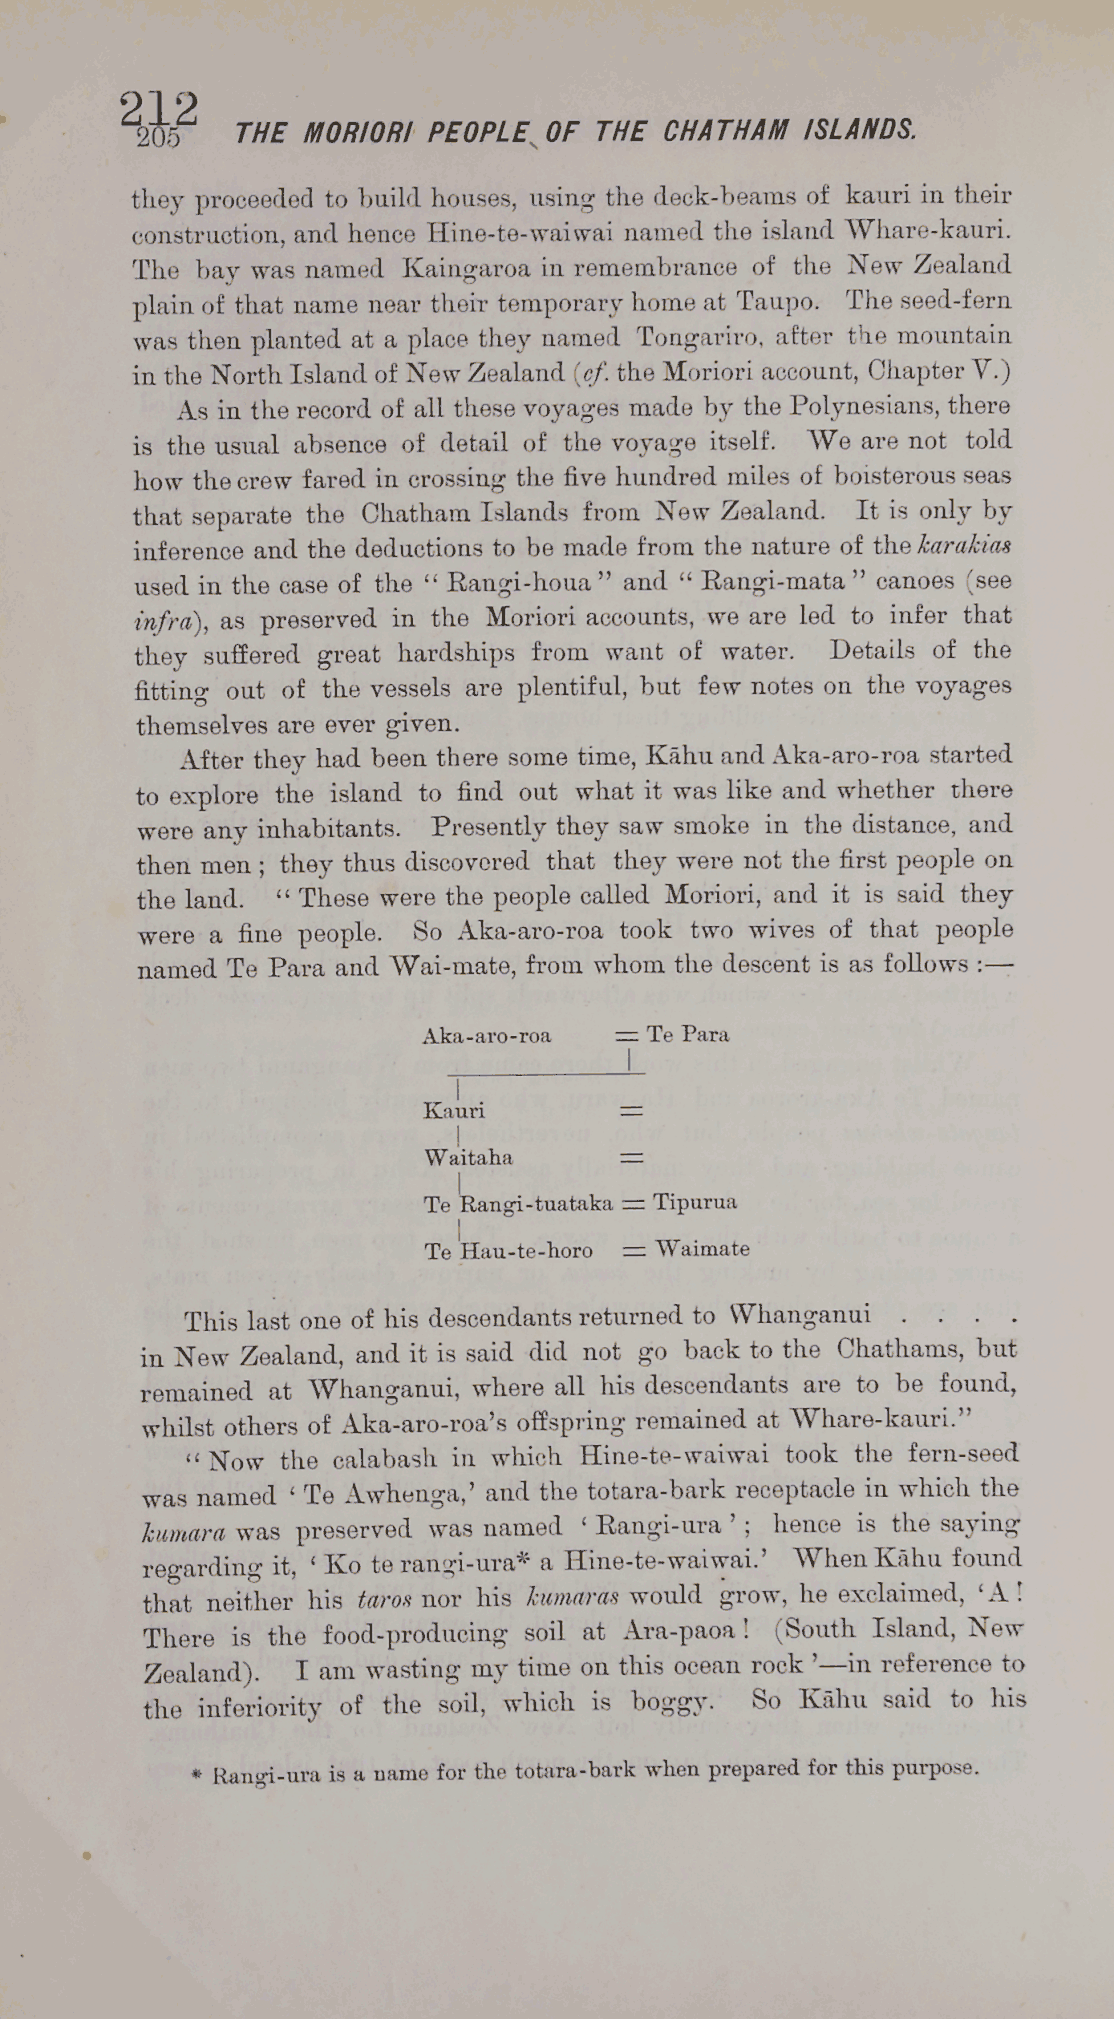 212
205 THE MORIORI PEOPLE OF THE CHATHAM ISLANDS.
they proceeded to build houses, using the deck-beams of kauri in their
construction, and hence Hine-te-waiwai named the island Whare-kauri.
The bay was named Kaingaroa in remembrance of the New Zealand
plain of that name near their temporary home at Taupo. The seed-fern
was then planted at a place they named Tongariro, after the mountain
in the North Island of New Zealand (cf. the Moriori account, Chapter V.)
As in the record of all these voyages made by the Polynesians, there
is the usual absence of detail of the voyage itself. We are not told
how the crew fared in crossing the five hundred miles of boisterous seas
that separate the Chatham Islands from New Zealand. It is only by
inference and the deductions to be made from the nature of the karakias
used in the case of the “ Rangi-houa ” and “ Rangi-mata ” canoes (see
infra), as preserved in the Moriori accounts, we are led to infer that
they suffered great hardships from want of water. Details of the
fitting out of the vessels are plentiful, but few notes on the voyages
themselves are ever given.
After they had been there some time, Kāhu and Aka-aro-roa started
to explore the island to find out what it was like and whether there
were any inhabitants. Presently they saw smoke in the distance, and
then men ; they thus discovered that they were not the first people on
the land. “ These were the people called Moriori, and it is said they
were a fine people. So Aka-aro-roa took two wives of that people
named Te Para and Wai-mate, from whom the descent is as follows :—
Aka-aro-roa = Te Para
Kauri =
Waitaha =
Te Rangi-tuataka = Tipurua
Te Hau-te-horo = Waimate
This last one of his descendants returned to Whanganui . . . .
in New Zealand, and it is said did not go back to the Chathams, but
remained at Whanganui, where all his descendants are to be found,
whilst others of Aka-aro-roa’s offspring remained at Whare-kauri.”
“ Now the calabash in which Hine-te-waiwai took the fern-seed
was named ‘ Te Awhenga,’ and the totara-bark receptacle in which the
kumara was preserved was named ‘ Rangi-ura ’ ; hence is the saying
regarding it, ‘ Ko te rangi-ura* a Hine-te-waiwai.’ When Kāhu found
that neither his taros nor his kumaras would grow, he exclaimed, ‘ A !
There is the food-producing soil at Ara-paoa ! (South Island, New
Zealand). I am wasting my time on this ocean rock ’—in reference to
the inferiority of the soil, which is boggy. So Kāhu said to his
* Rangi-ura is a name for the totara-bark when prepared for this purpose.